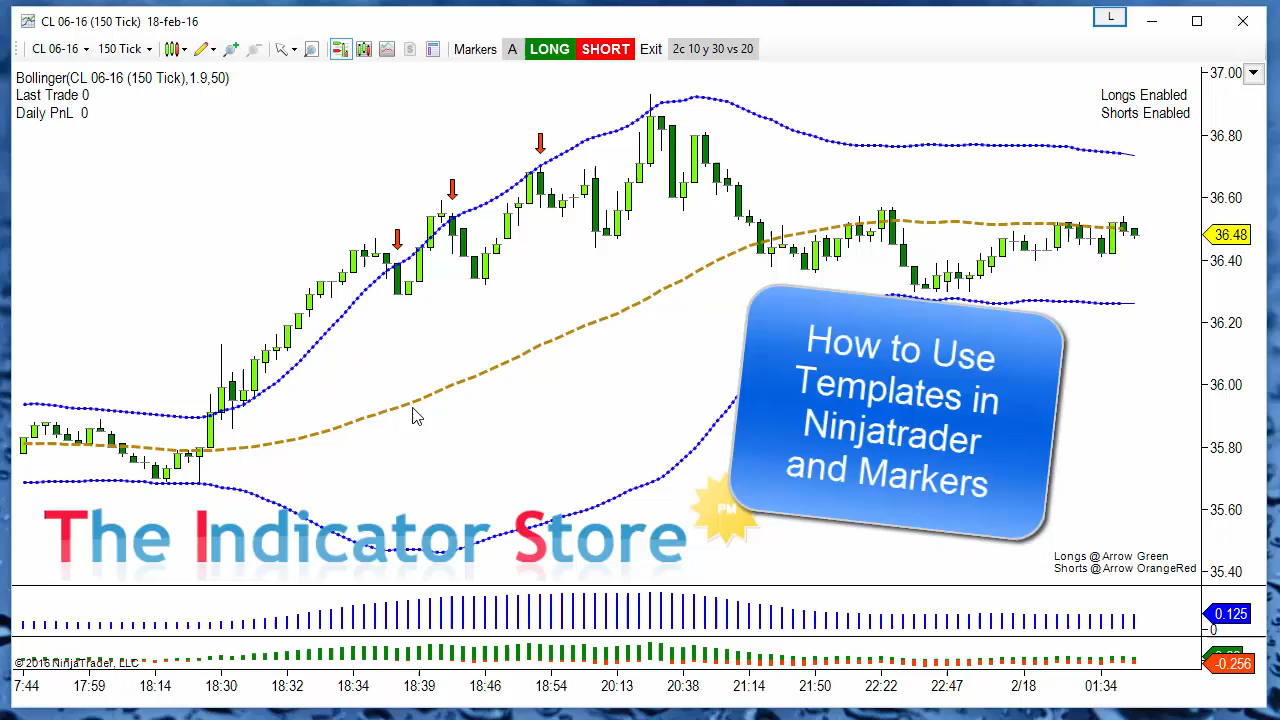 CL 06-16 (150 Tick) 18-feb-16
L
CL 06-16 150 Tick Markers A LONG SHORT Exit 2c 10 y 30 vs 20
Bollinger(CL 06-16 (150 Tick),1.9,50)
Last Trade 0
Daily PnL 0
Longs Enabled
Shorts Enabled
37.00
36.80
36.60
36.48
36.40
36.20
36.00
35.80
35.60
35.40
How to Use
Templates in
Ninjatrader
and Markers
PM
The Indicator Store
Longs @ Arrow Green
Shorts @ Arrow OrangeRed
0.125
0
-0.256
© 2016 NinjaTrader, LLC
7:44 17:59 18:14 18:30 18:32 18:34 18:39 18:46 18:54 20:13 20:38 21:14 21:50 22:22 22:47 2/18 01:34